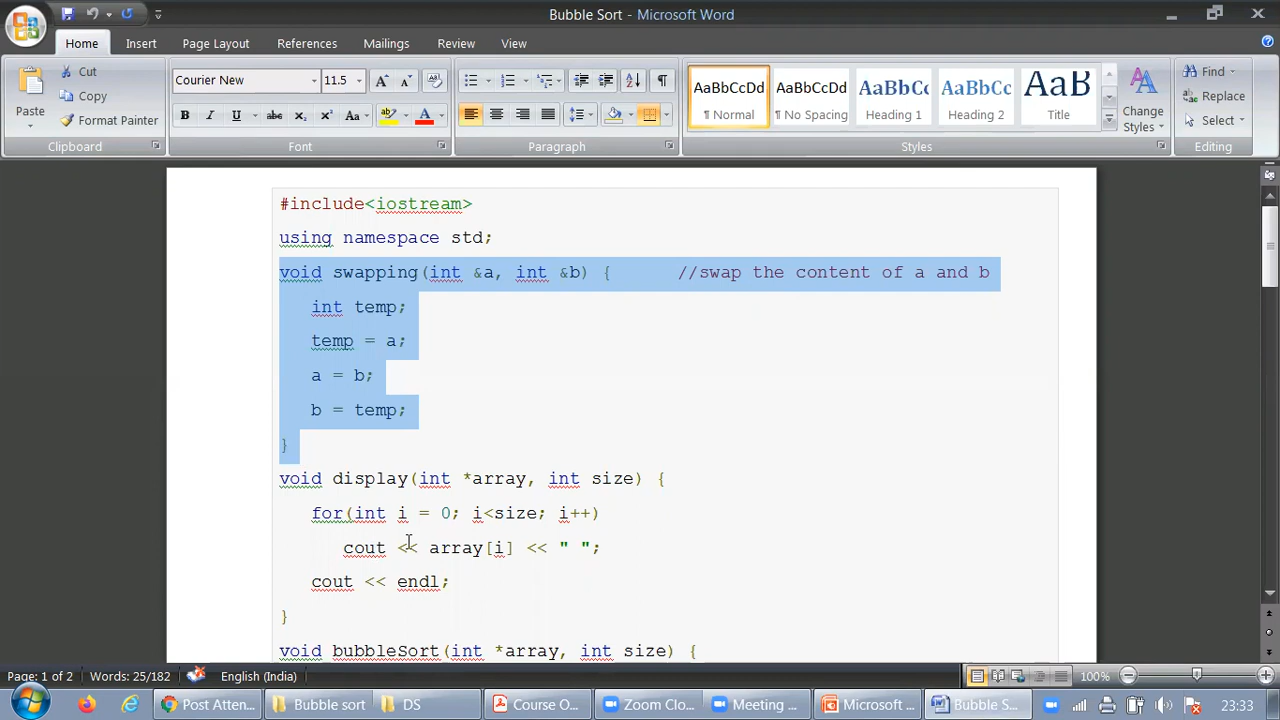 Bubble Sort - Microsoft Word
Home Insert Page Layout References Mailings Review View
Paste Cut Copy Format Painter Clipboard
Courier New 11.5 Font
Paragraph
AaBbCcDd ¶ Normal AaBbCcDd ¶ No Spacing AaBbCc Heading 1 AaBbCc Heading 2 AaB Title Change Styles Styles
Find Replace Select Editing
#include<iostream>
using namespace std;
void swapping(int &a, int &b) { //swap the content of a and b
int temp;
temp = a;
a = b;
b = temp;
}
void display(int *array, int size) {
for(int i = 0; i<size; i++)
cout << array[i] << " ";
cout << endl;
}
void bubbleSort(int *array, int size) {
Page: 1 of 2 Words: 25/182 English (India) 100%
Post Atten... Bubble sort DS Course O... Zoom Clo... Meeting ... Microsoft ... Bubble S... 23:33